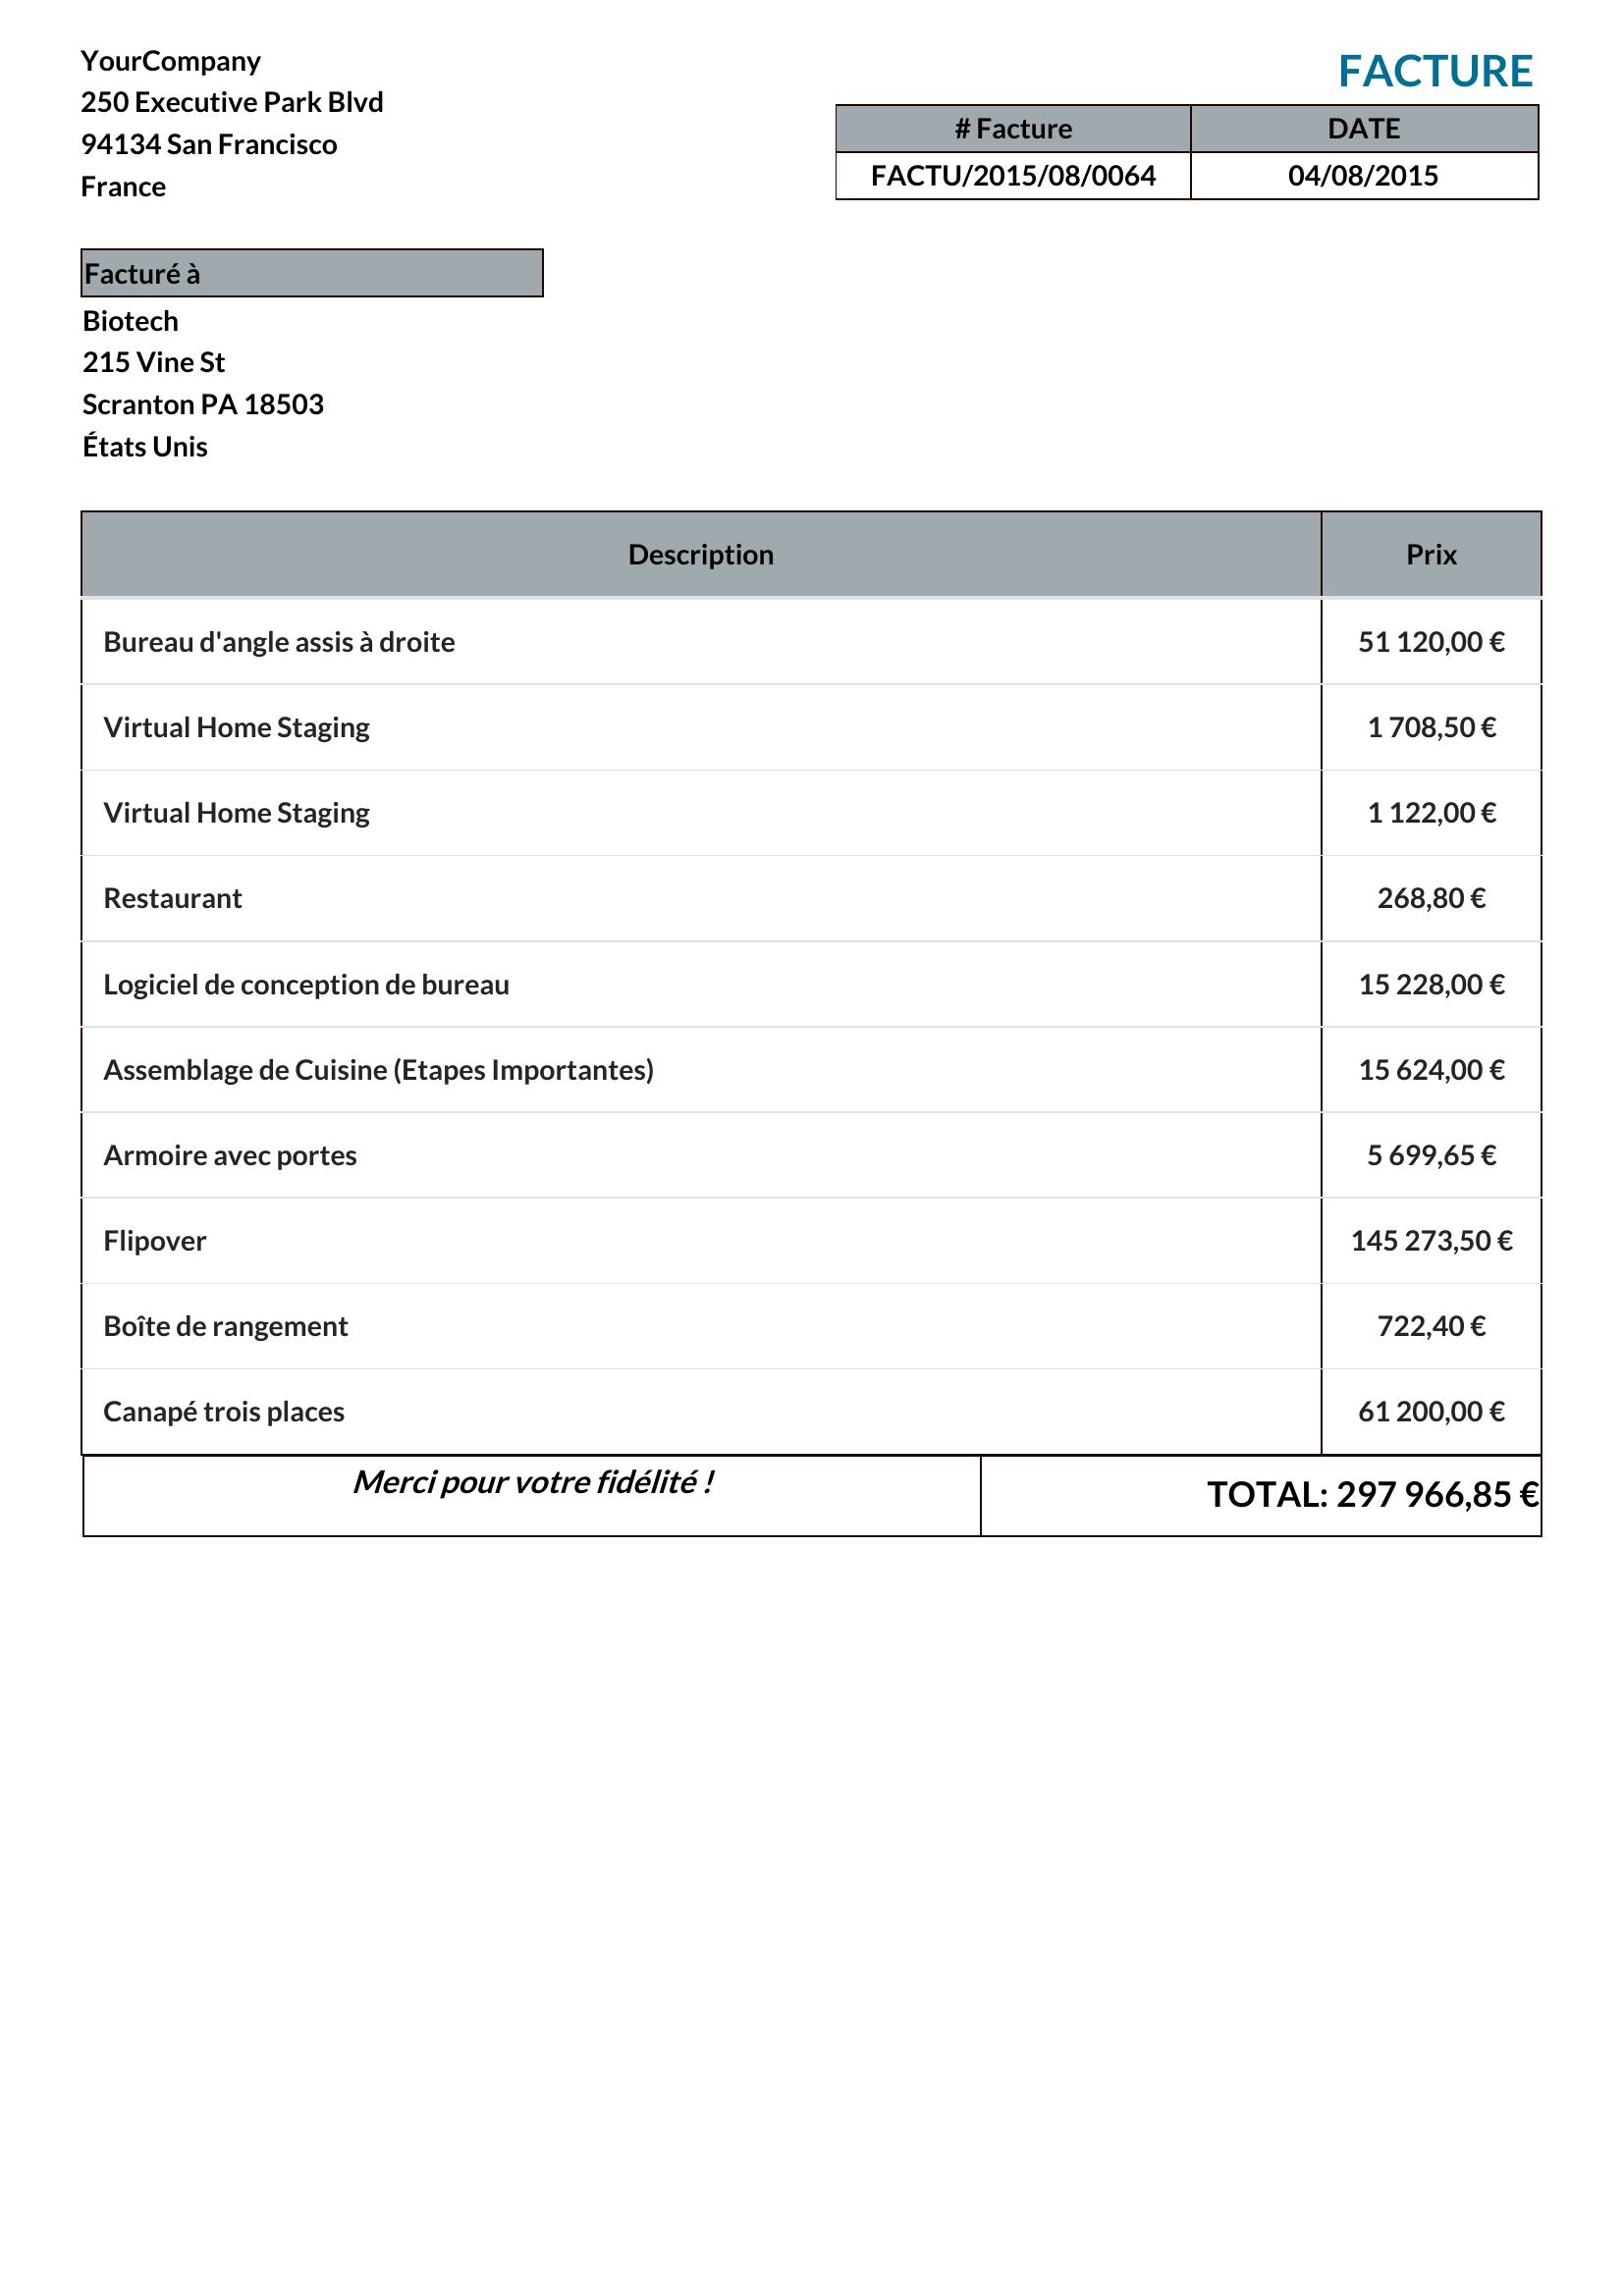 YourCompany
250 Executive Park Blvd
94134 San Francisco
France
FACTURE
# Facture DATE
FACTU/2015/08/0064 04/08/2015
Facturé à
Biotech
215 Vine St
Scranton PA 18503
États Unis
Description Prix
Bureau d'angle assis à droite 51 120,00 €
Virtual Home Staging 1 708,50 €
Virtual Home Staging 1 122,00 €
Restaurant 268,80 €
Logiciel de conception de bureau 15 228,00 €
Assemblage de Cuisine (Etapes Importantes) 15 624,00 €
Armoire avec portes 5 699,65 €
Flipover 145 273,50 €
Boîte de rangement 722,40 €
Canapé trois places 61 200,00 €
Merci pour votre fidélité !
TOTAL: 297 966,85 €